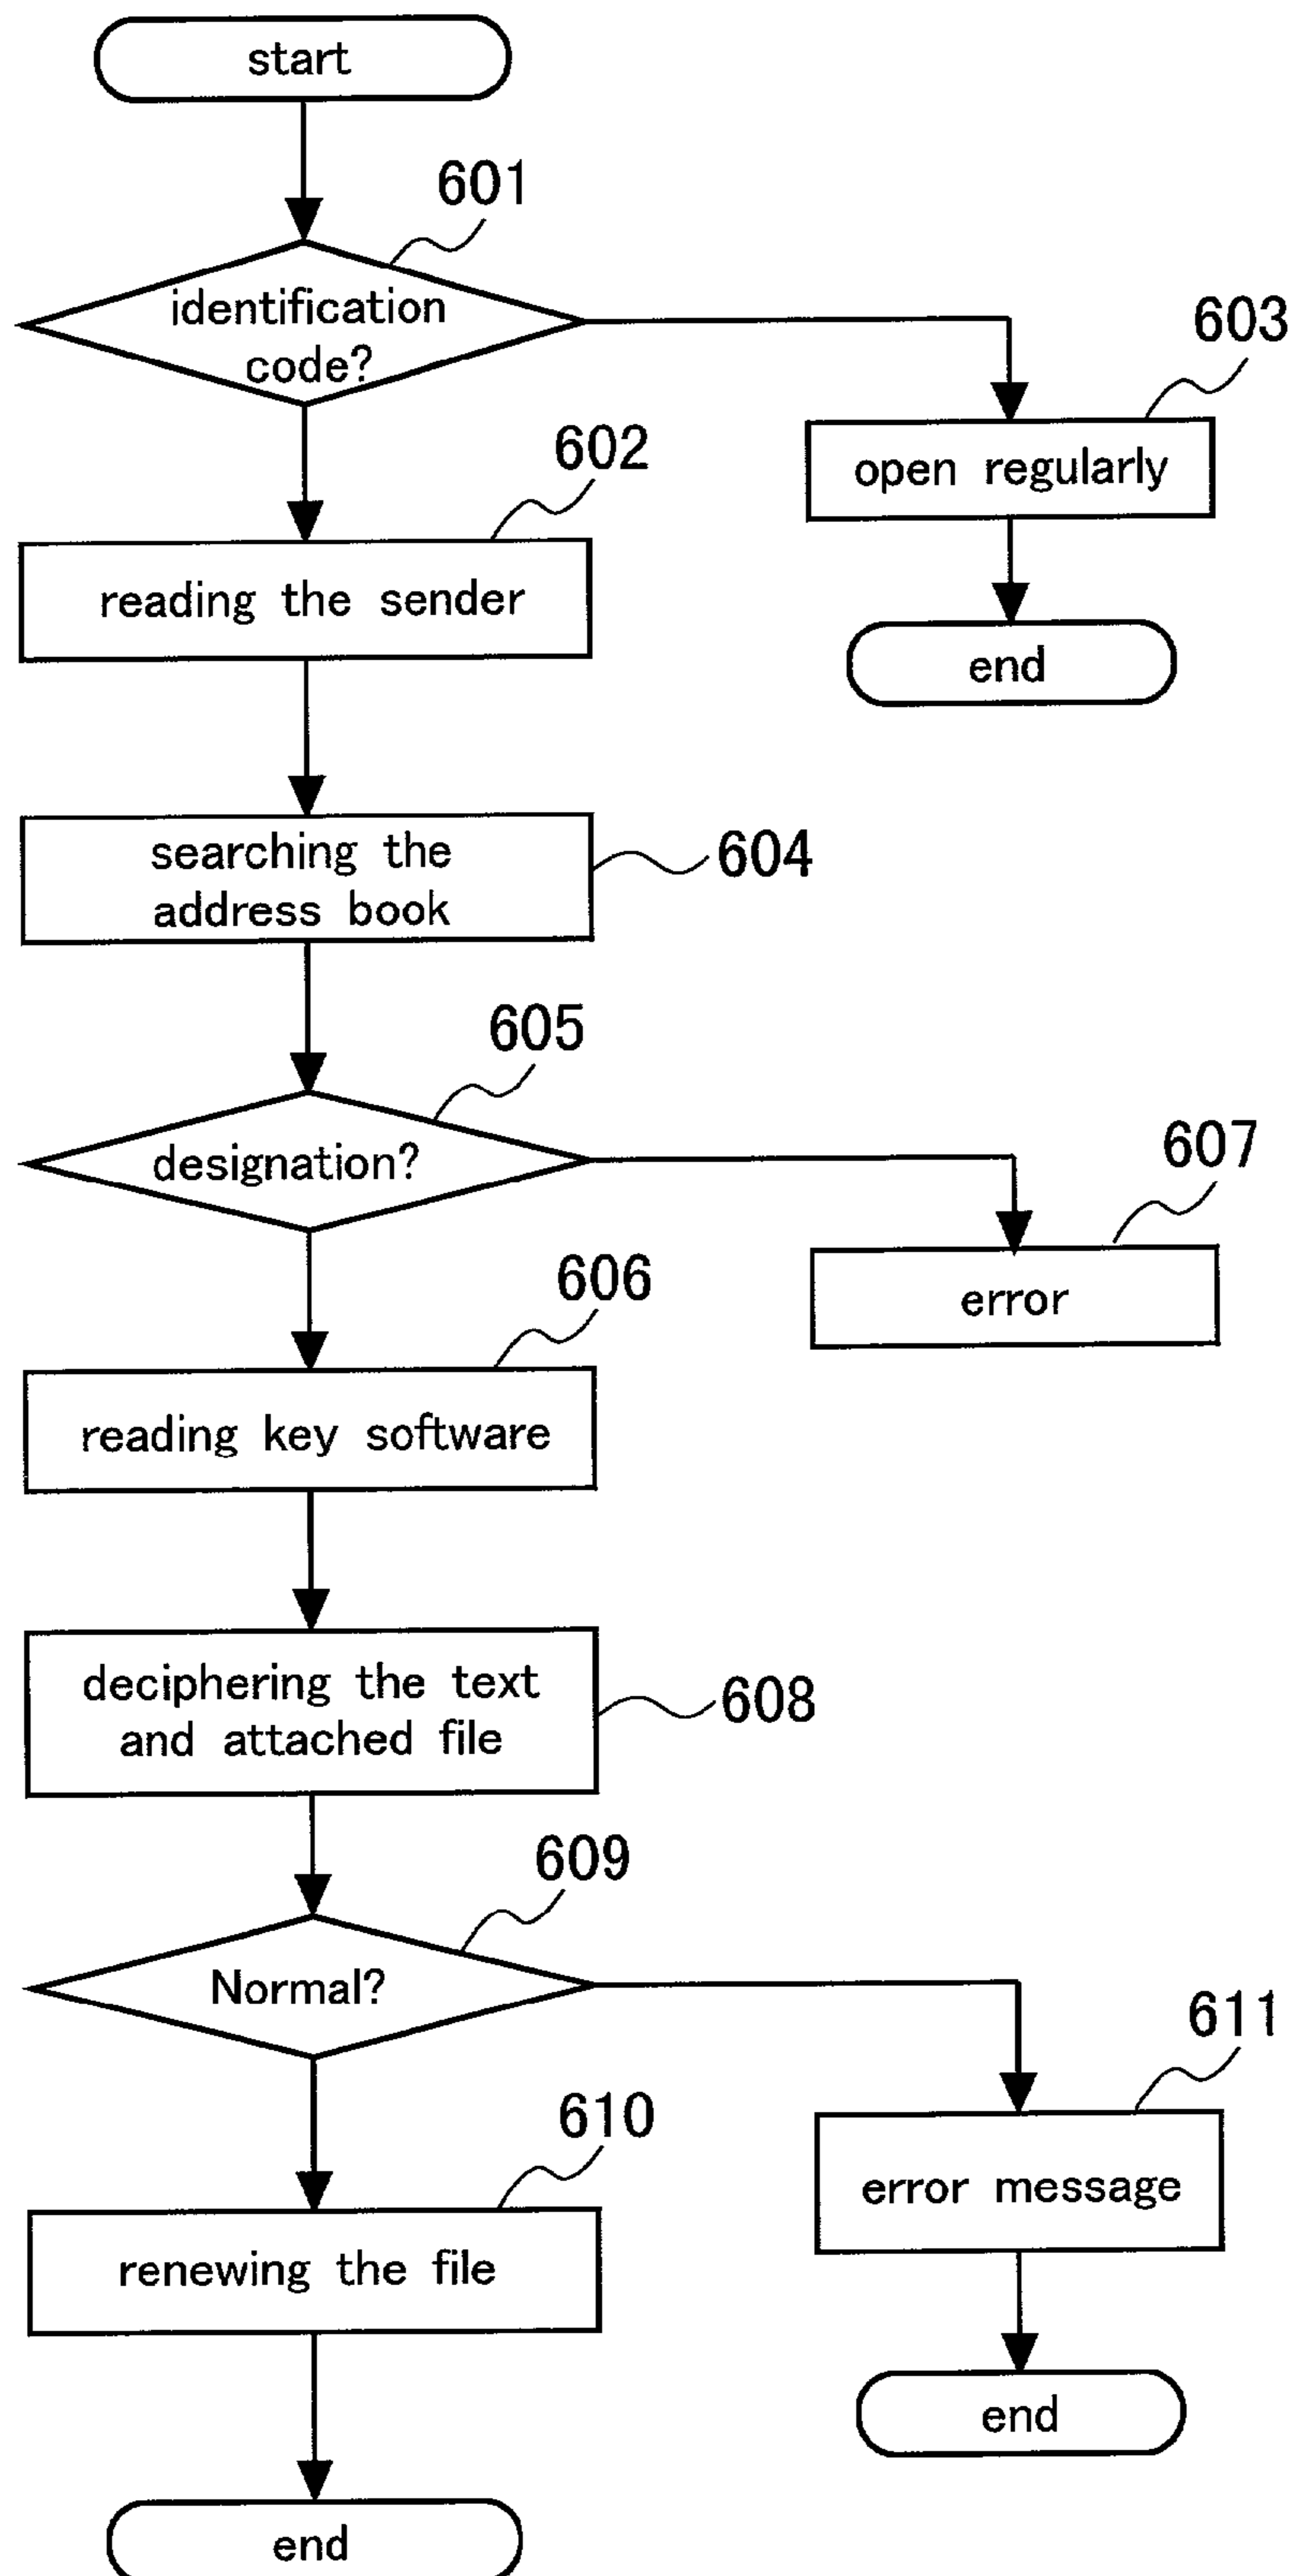 start
601
identification
code?
603
open regularly
end
602
reading the sender
searching the
address book
604
605
designation?
607
error
606
reading key software
deciphering the text
and attached file
608
609
Normal?
611
error message
end
610
renewing the file
end